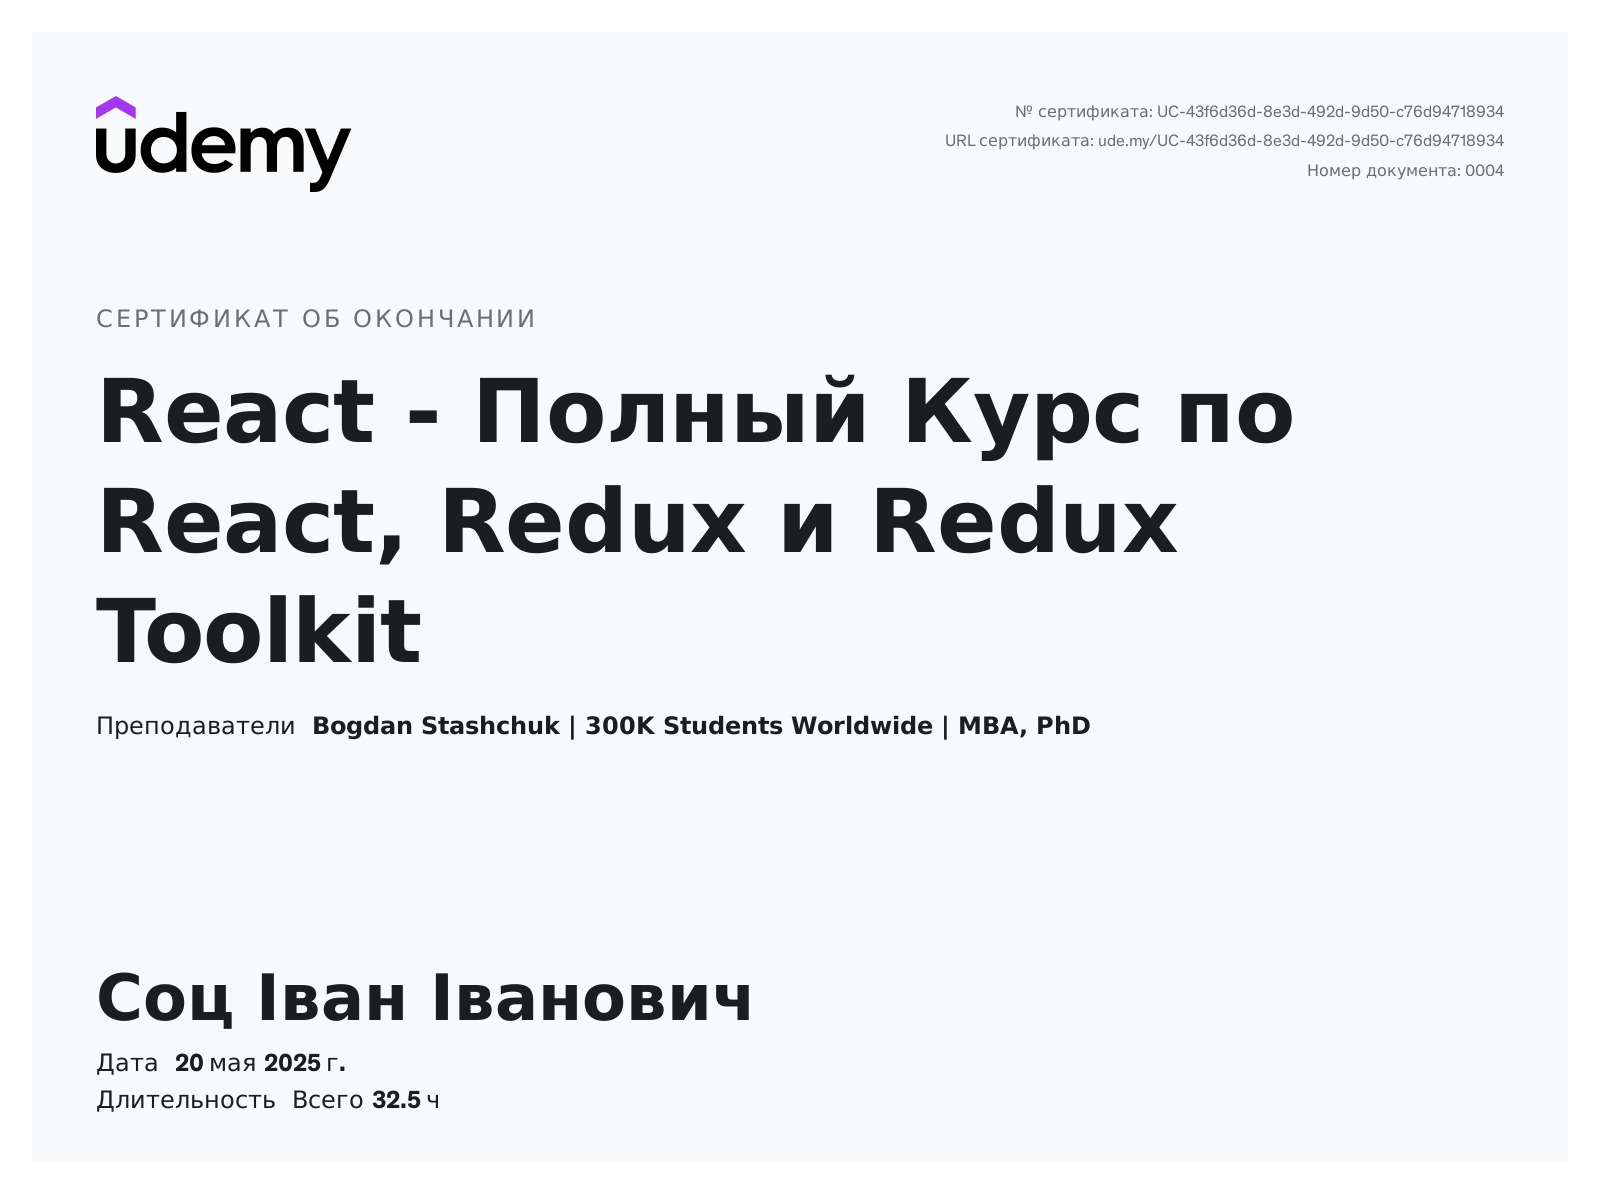 udemy
№ сертификата: UC-43f6d36d-8e3d-492d-9d50-c76d94718934
URL сертификата: ude.my/UC-43f6d36d-8e3d-492d-9d50-c76d94718934
Номер документа: 0004
СЕРТИФИКАТ ОБ ОКОНЧАНИИ
React - Полный Курс по
React, Redux и Redux
Toolkit
Преподаватели Bogdan Stashchuk | 300K Students Worldwide | MBA, PhD
Соц Іван Іванович
Дата 20 мая 2025 г.
Длительность Всего 32.5 ч